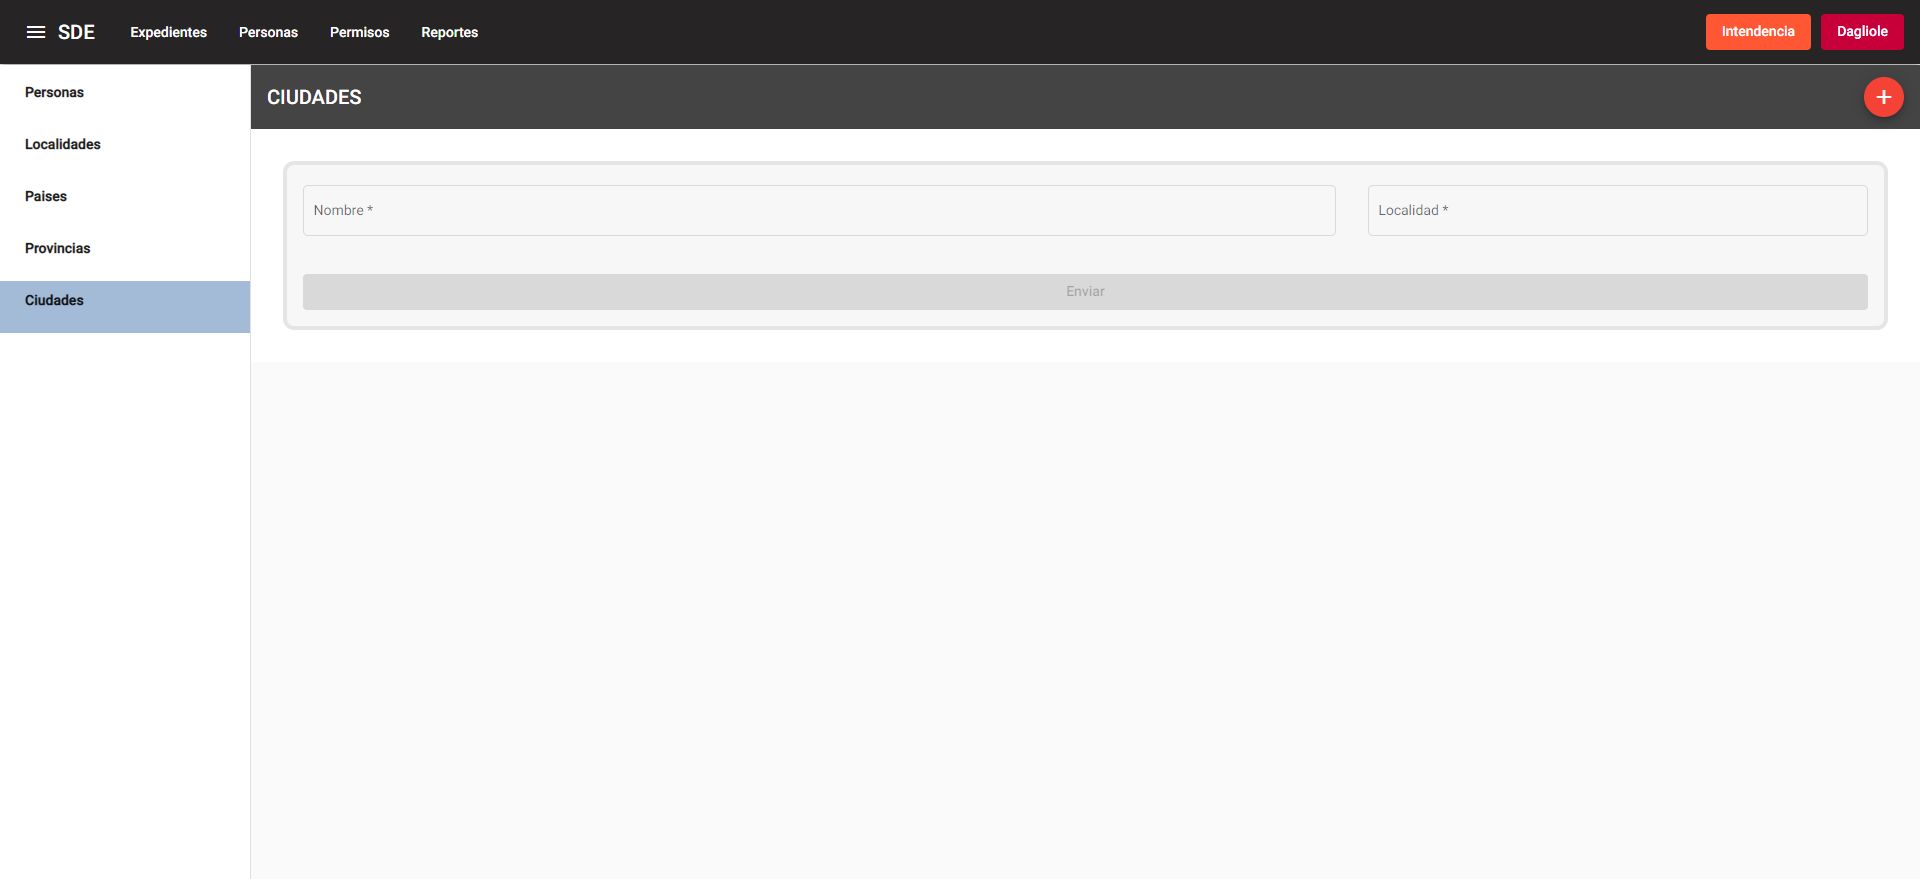 SDE Expedientes Personas Permisos Reportes Intendencia Dagliole
Personas
Localidades
Paises
Provincias
Ciudades
CIUDADES
Nombre * Localidad *
Enviar